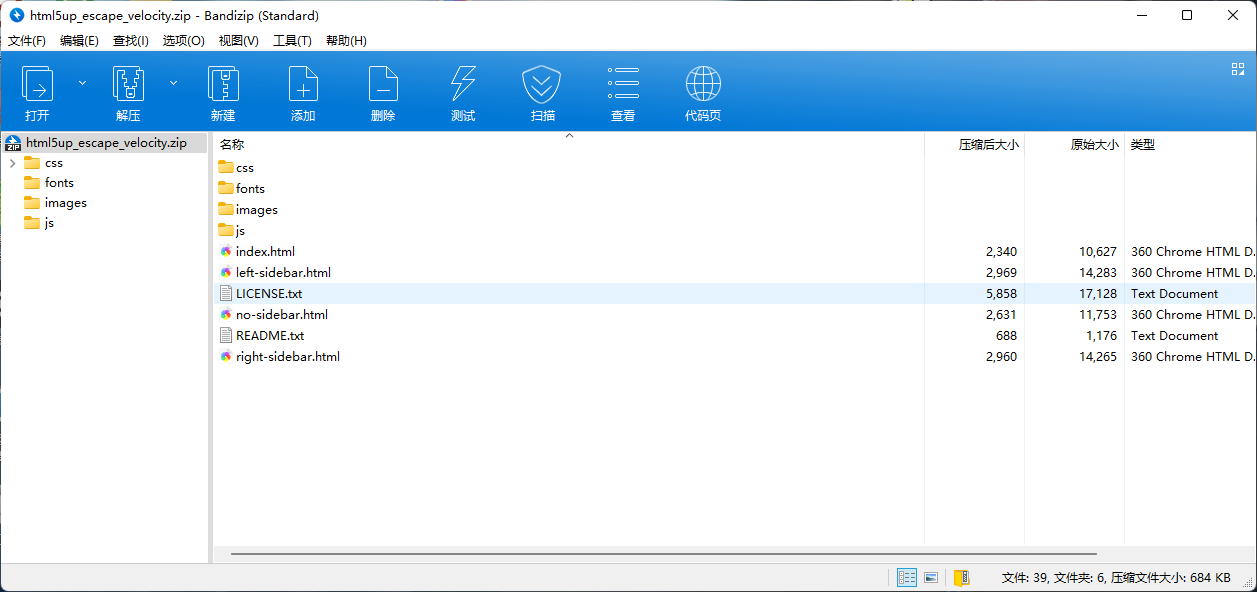 html5up_escape_velocity.zip - Bandizip (Standard)
文件(F) 编辑(E) 查找(I) 选项(O) 视图(V) 工具(T) 帮助(H)
打开 解压 新建 添加 删除 测试 扫描 查看 代码页
html5up_escape_velocity.zip
css
fonts
images
js
名称 压缩后大小 原始大小 类型
css
fonts
images
js
index.html 2,340 10,627 360 Chrome HTML D.
left-sidebar.html 2,969 14,283 360 Chrome HTML D.
LICENSE.txt 5,858 17,128 Text Document
no-sidebar.html 2,631 11,753 360 Chrome HTML D.
README.txt 688 1,176 Text Document
right-sidebar.html 2,960 14,265 360 Chrome HTML D.
文件: 39, 文件夹: 6, 压缩文件大小: 684 KB